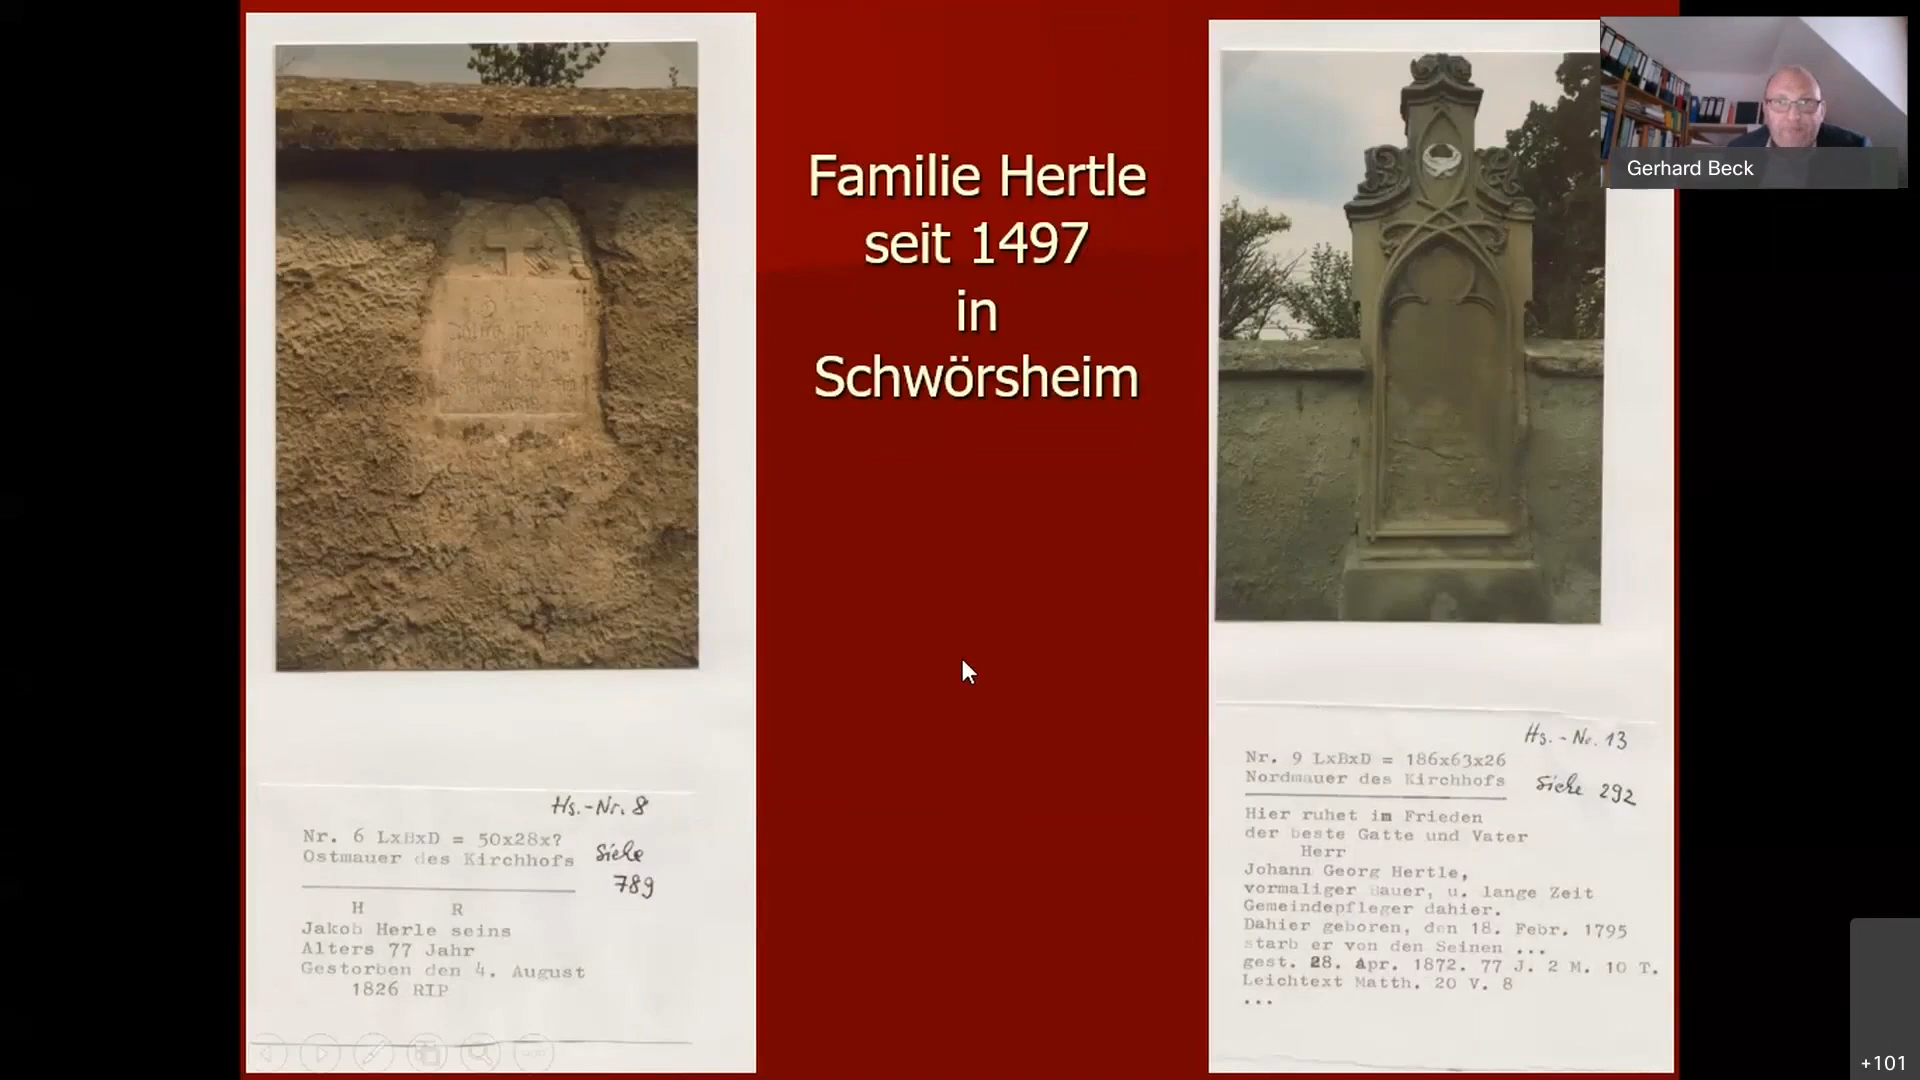 Familie Hertle
seit 1497
in
Schwörsheim
Hs.-Nr. 8
Nr. 6 LxBxD = 50x28x?
Ostmauer des Kirchhofs
Siehe
789
H R
Jakob Herle seins
Alters 77 Jahr
Gestorben den 4. August
1826 RIP
Gerhard Beck
Hs.-Nr. 13
Nr. 9 LxBxD = 186x63x26
Nordmauer des Kirchhofs
Siehe 292
Hier ruhet im Frieden
der beste Gatte und Vater
Herr
Johann Georg Hertle,
vormaliger Bauer, u. lange Zeit
Gemeindepfleger dahier.
Dahier geboren, den 18. Febr. 1795
starb er von den Seinen ...
gest. 28. Apr. 1872. 77 J. 2 M. 10 T.
Leichtext Matth. 20 V. 8
...
+101